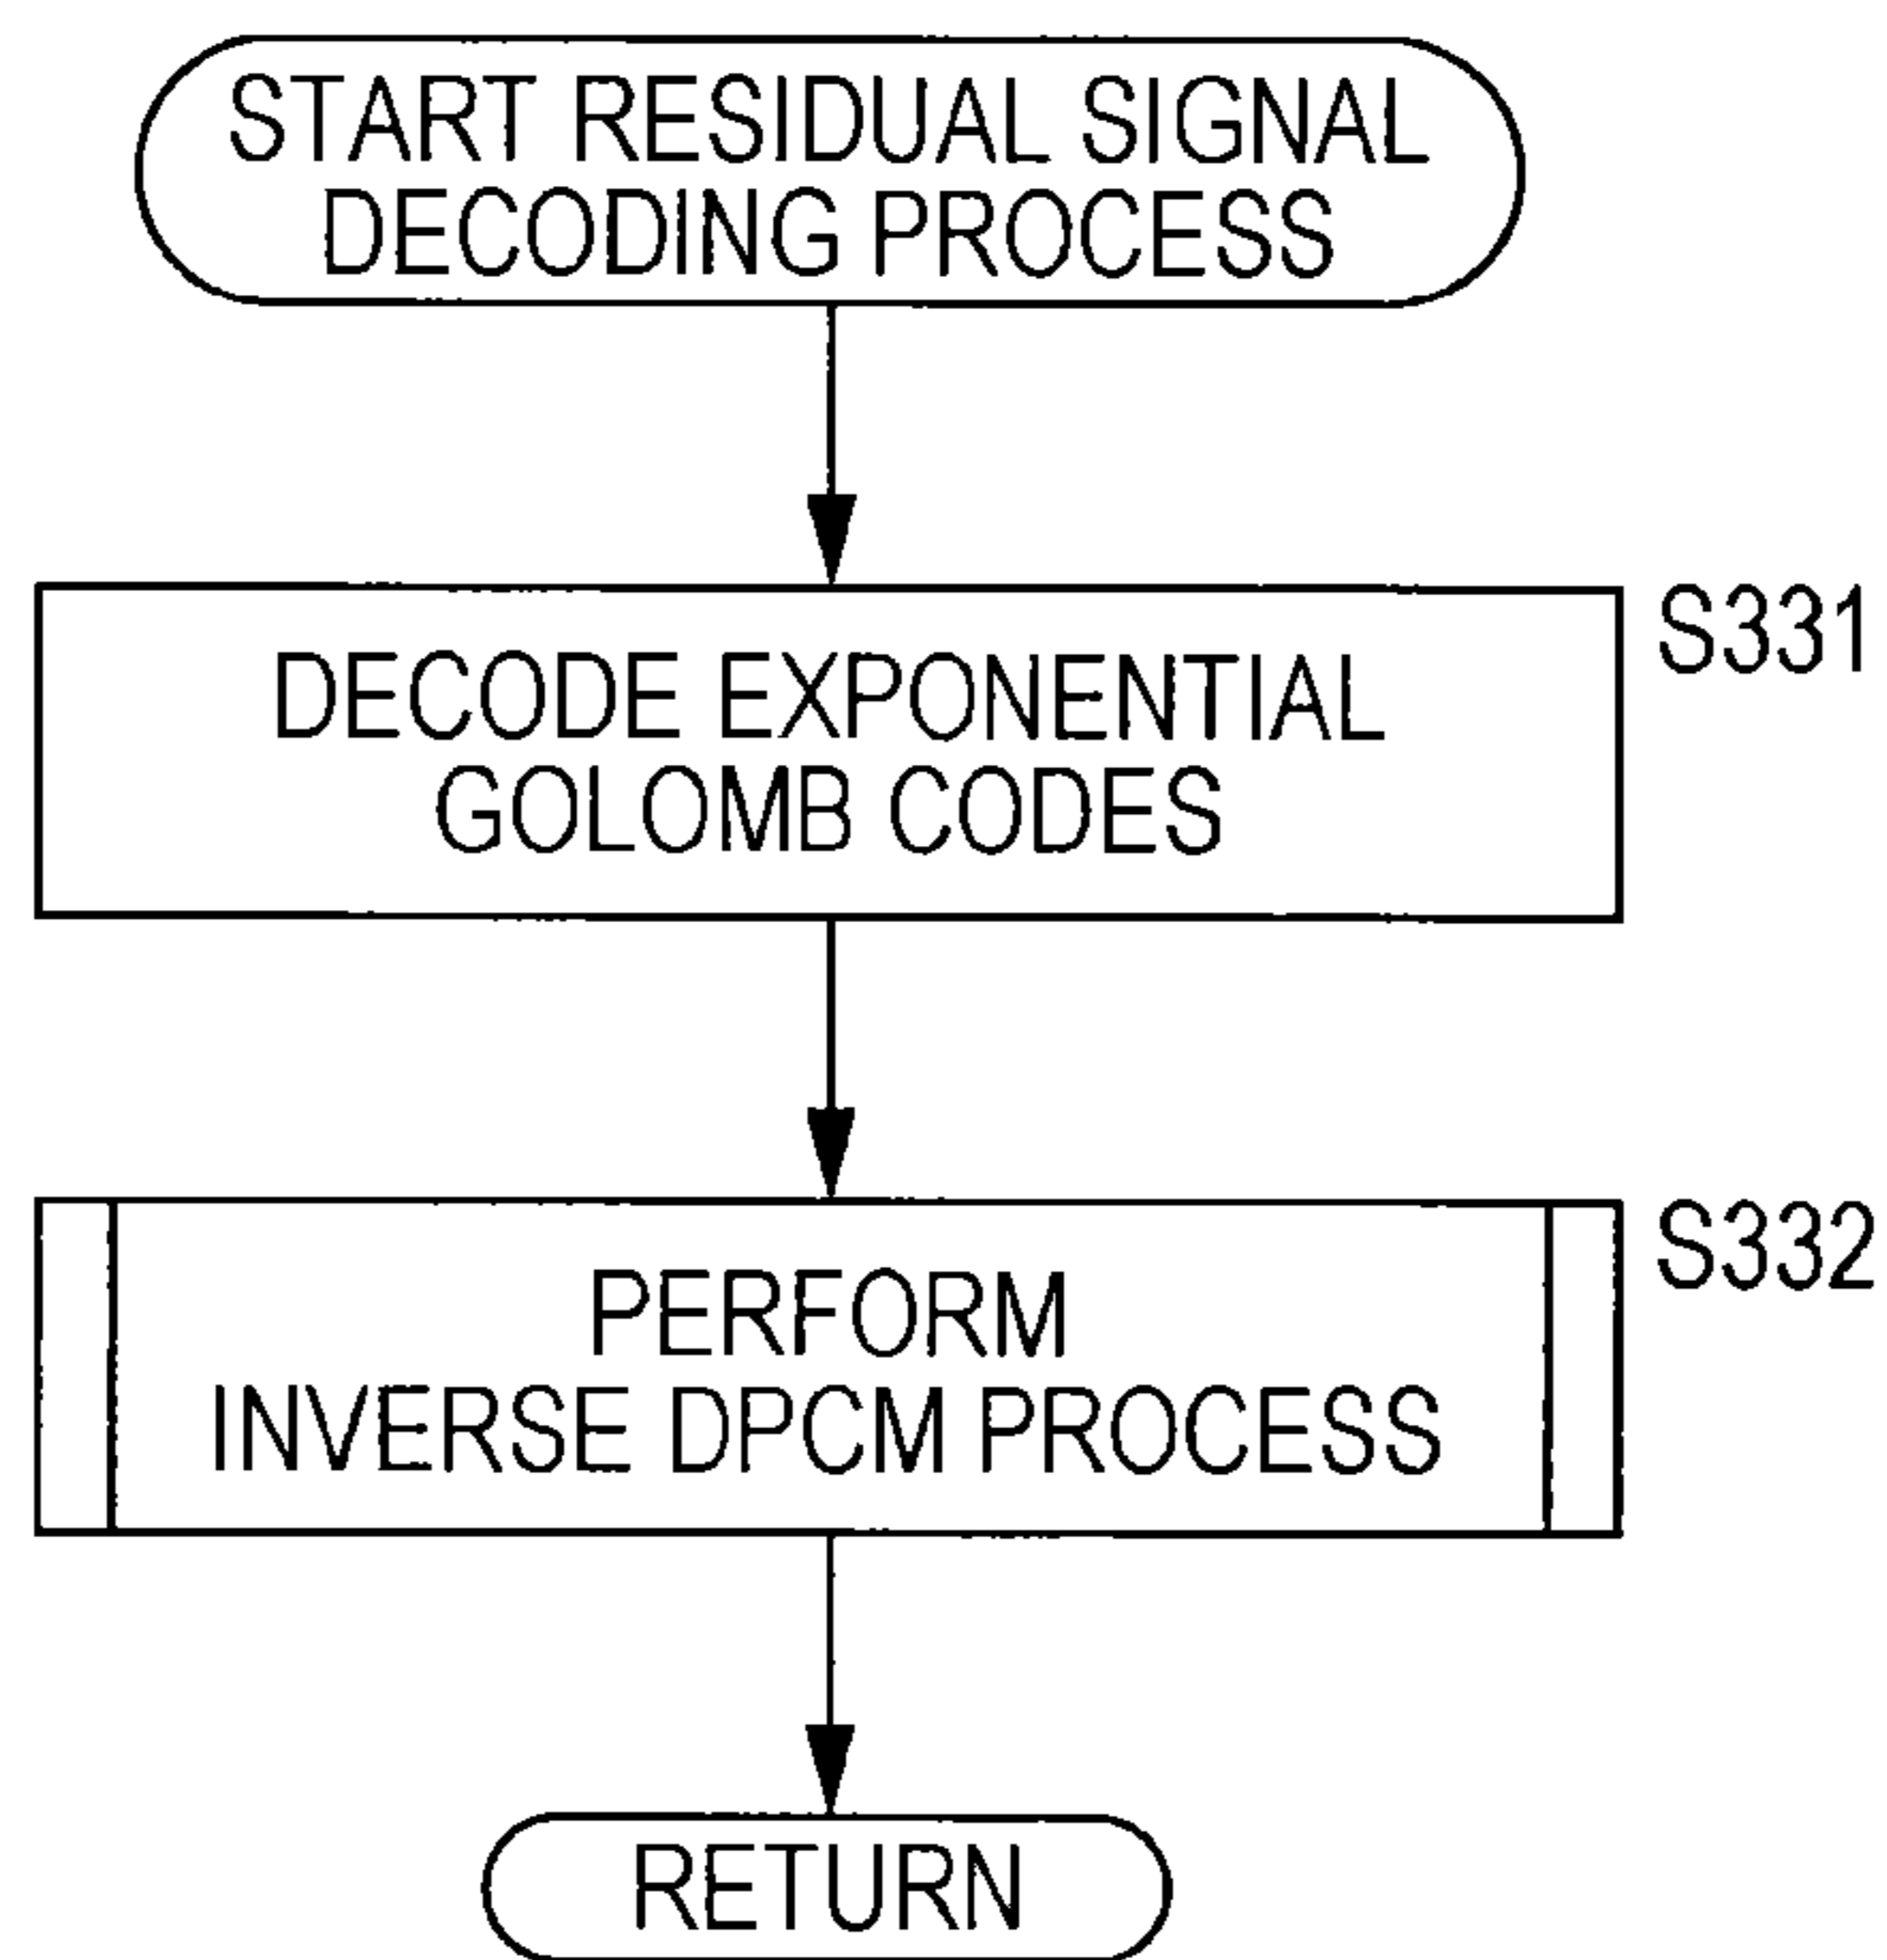 START RESIDUAL SIGNAL
DECODING PROCESS
S331
DECODE EXPONENTIAL
GOLOMB CODES
S332
PERFORM
INVERSE DPCM PROCESS
RETURN